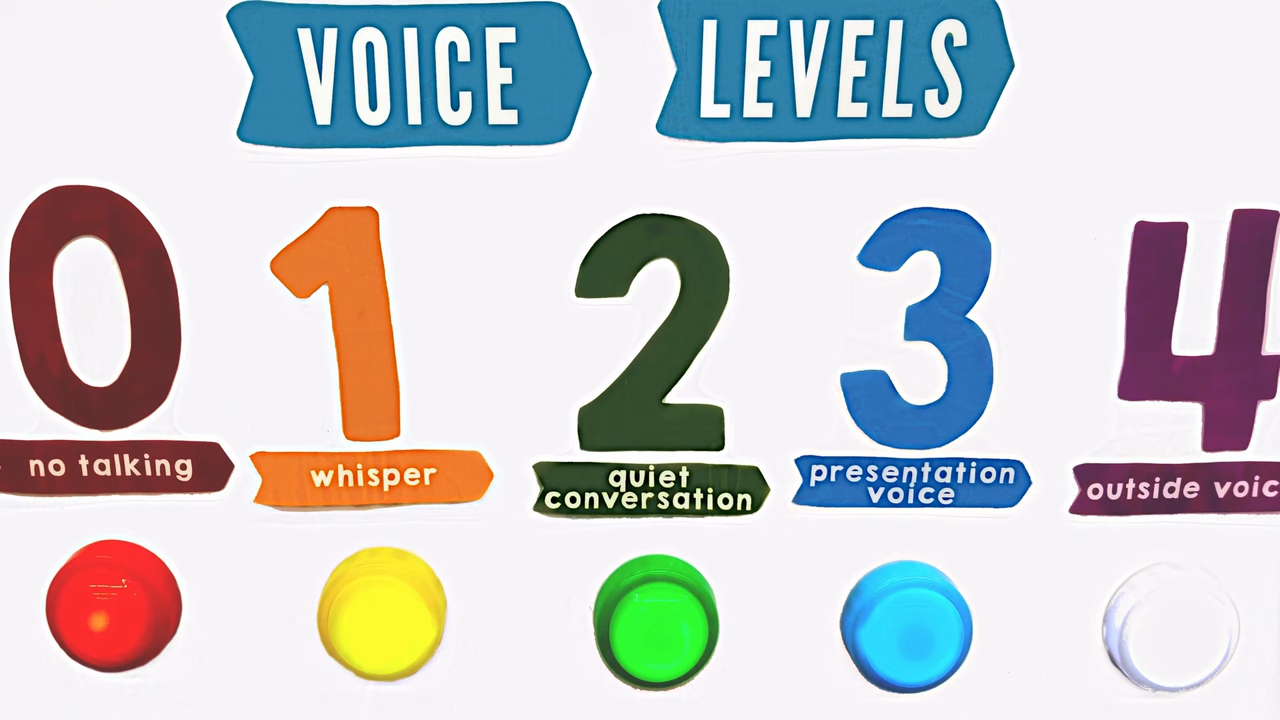 VOICE LEVELS
0 1 2 3 4
no talking
whisper
quiet
conversation
presentation
voice
outside voic